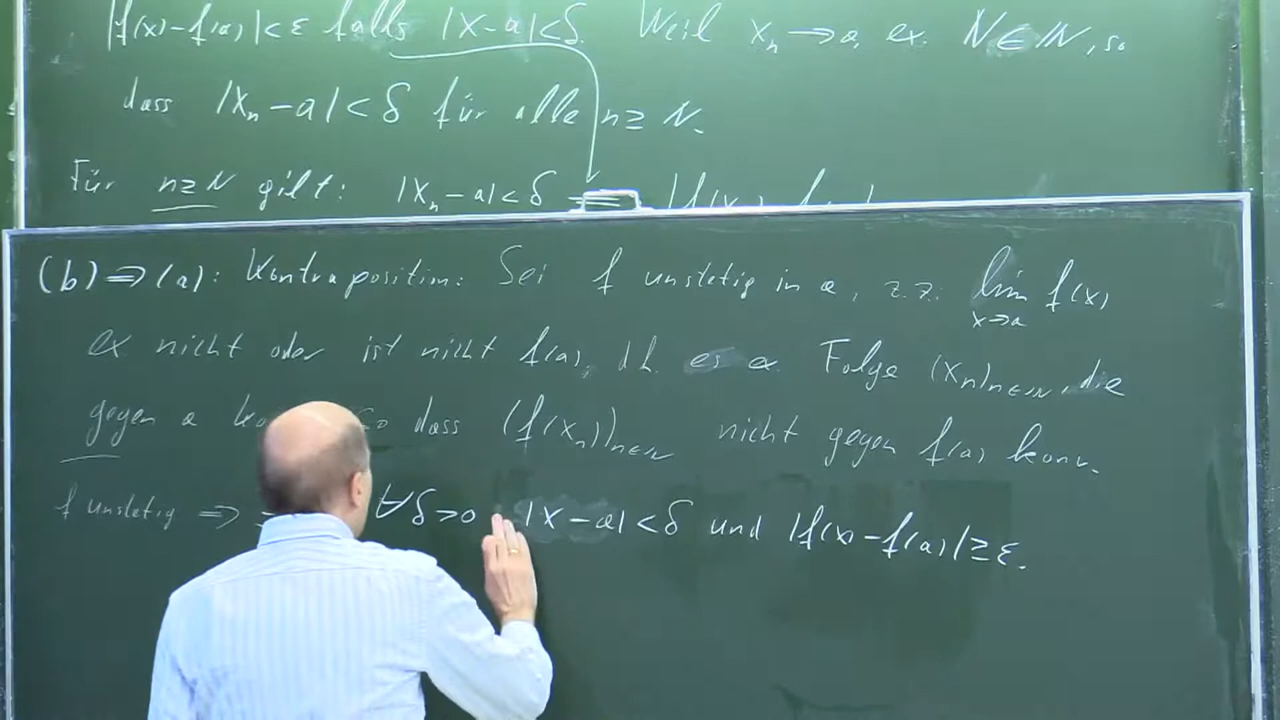 |f(x)-f(a)|<ε falls |x-a|<δ. Weil xₙ→a, ex. N∈ℕ, so
dass |xₙ-a|<δ für alle n≥N.
Für n≥N gilt: |xₙ-a|<δ
(b)⇒(a): Kontraposition: Sei f unstetig in a, z.z: lim f(x)
x→a
ex nicht oder ist nicht f(a), d.h. es ex. Folge (xₙ)ₙ∈ℕ, die
gegen a so dass (f(xₙ))ₙ∈ℕ nicht gegen f(a) konv.
f unstetig ⇒ ∀δ>0 |x-a|<δ und |f(x)-f(a)|≥ε.